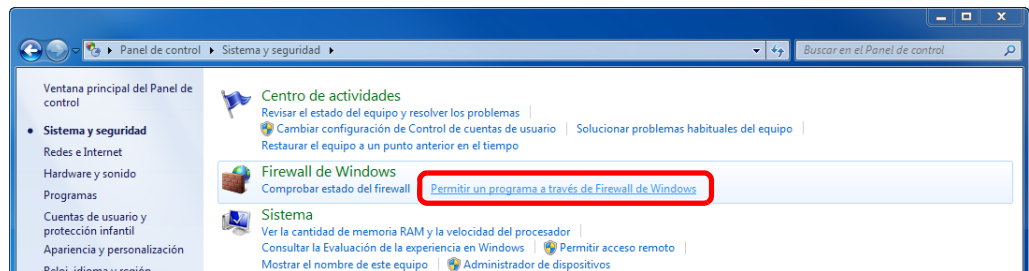 Panel de control ▸ Sistema y seguridad ▸
Buscar en el Panel de control
Ventana principal del Panel de
control
Sistema y seguridad
Redes e Internet
Hardware y sonido
Programas
Cuentas de usuario y
protección infantil
Apariencia y personalización
Reloj, idioma y región
Centro de actividades
Revisar el estado del equipo y resolver los problemas
Cambiar configuración de Control de cuentas de usuario
Solucionar problemas habituales del equipo
Restaurar el equipo a un punto anterior en el tiempo
Firewall de Windows
Comprobar estado del firewall
Permitir un programa a través de Firewall de Windows
Sistema
Ver la cantidad de memoria RAM y la velocidad del procesador
Consultar la Evaluación de la experiencia en Windows
Permitir acceso remoto
Mostrar el nombre de este equipo
Administrador de dispositivos